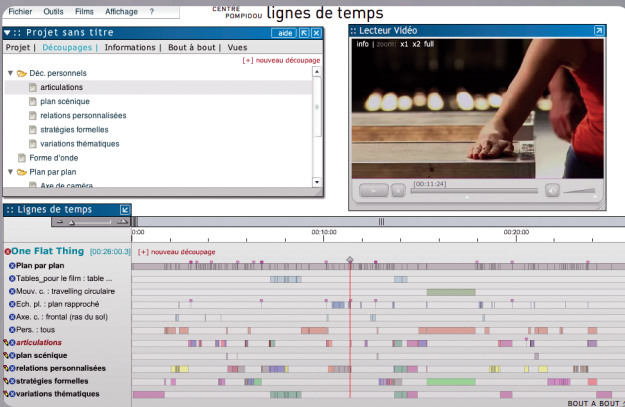 Fichier Outils Films Affichage ?
CENTRE POMPIDOU lignes de temps
:: Projet sans titre
aide
Projet | Découpages | Informations | Bout à bout | Vues
[+] nouveau découpage
Déc. personnels
articulations
plan scénique
relations personnalisées
stratégies formelles
variations thématiques
Forme d'onde
Plan par plan
Axe de caméra
:: Lecteur Vidéo
info | zoom: x1 x2 full
[00:11:24]
:: Lignes de temps
0:00 00:10:00 00:20:00
One Flat Thing [00:26:00.3] [+] nouveau découpage
Plan par plan
Tables_pour le film : table ...
Mouv. c. : travelling circulaire
Ech. pl. : plan rapproché
Axe. c. : frontal (ras du sol)
Pers. : tous
articulations
plan scénique
relations personnalisées
stratégies formelles
variations thématiques
BOUT A BOUT